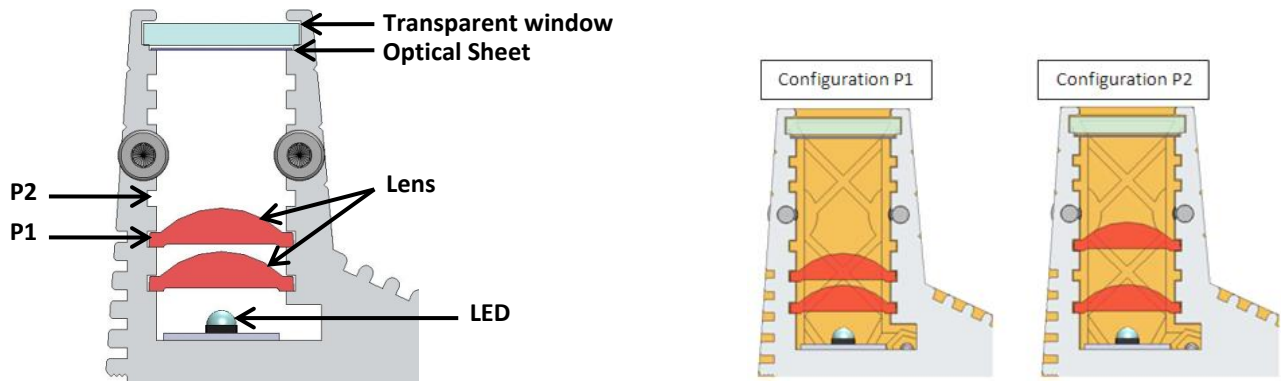 Transparent window
Optical Sheet
P2
Lens
P1
LED
Configuration P1
Configuration P2